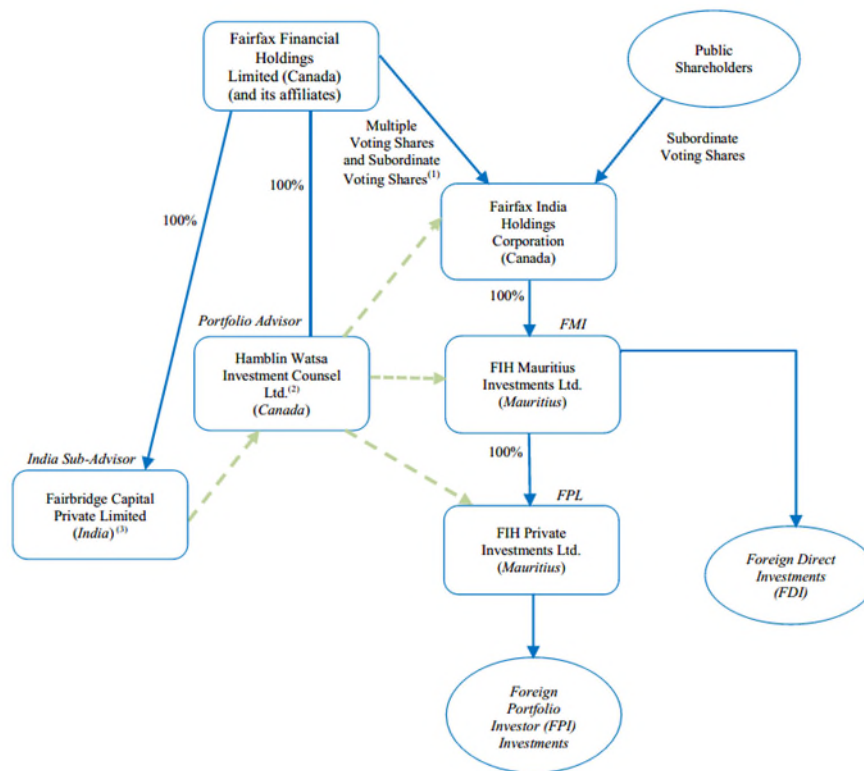 Fairfax Financial
Holdings
Limited (Canada)
(and its affiliates)
Public
Shareholders
Multiple
Voting Shares
and Subordinate
Voting Shares(1)
Subordinate
Voting Shares
100%
100%
Fairfax India
Holdings
Corporation
(Canada)
100%
Portfolio Advisor
FMI
Hamblin Watsa
Investment Counsel
Ltd.(2)
(Canada)
FIH Mauritius
Investments Ltd.
(Mauritius)
100%
India Sub-Advisor
FPL
Fairbridge Capital
Private Limited
(India)(3)
FIH Private
Investments Ltd.
(Mauritius)
Foreign Direct
Investments
(FDI)
Foreign
Portfolio
Investor (FPI)
Investments